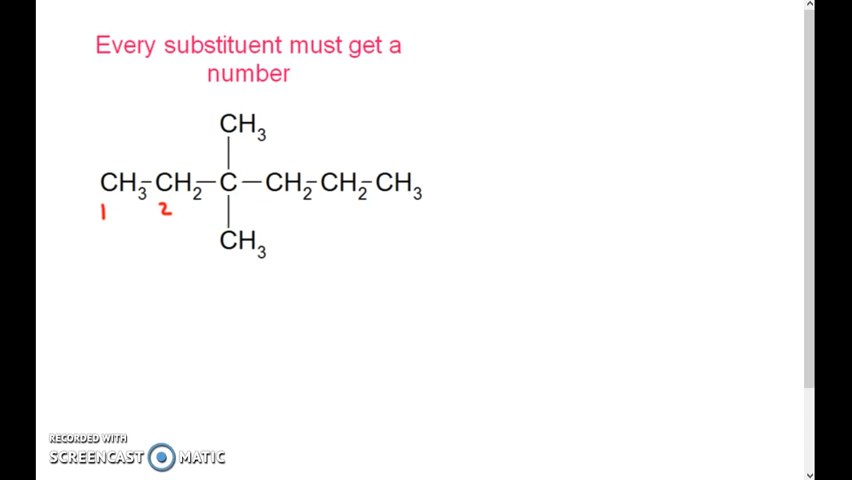 Every substituent must get a
number
CH3
CH3-CH2-C-CH2-CH2-CH3
1 2
CH3
RECORDED WITH
SCREENCAST MATIC